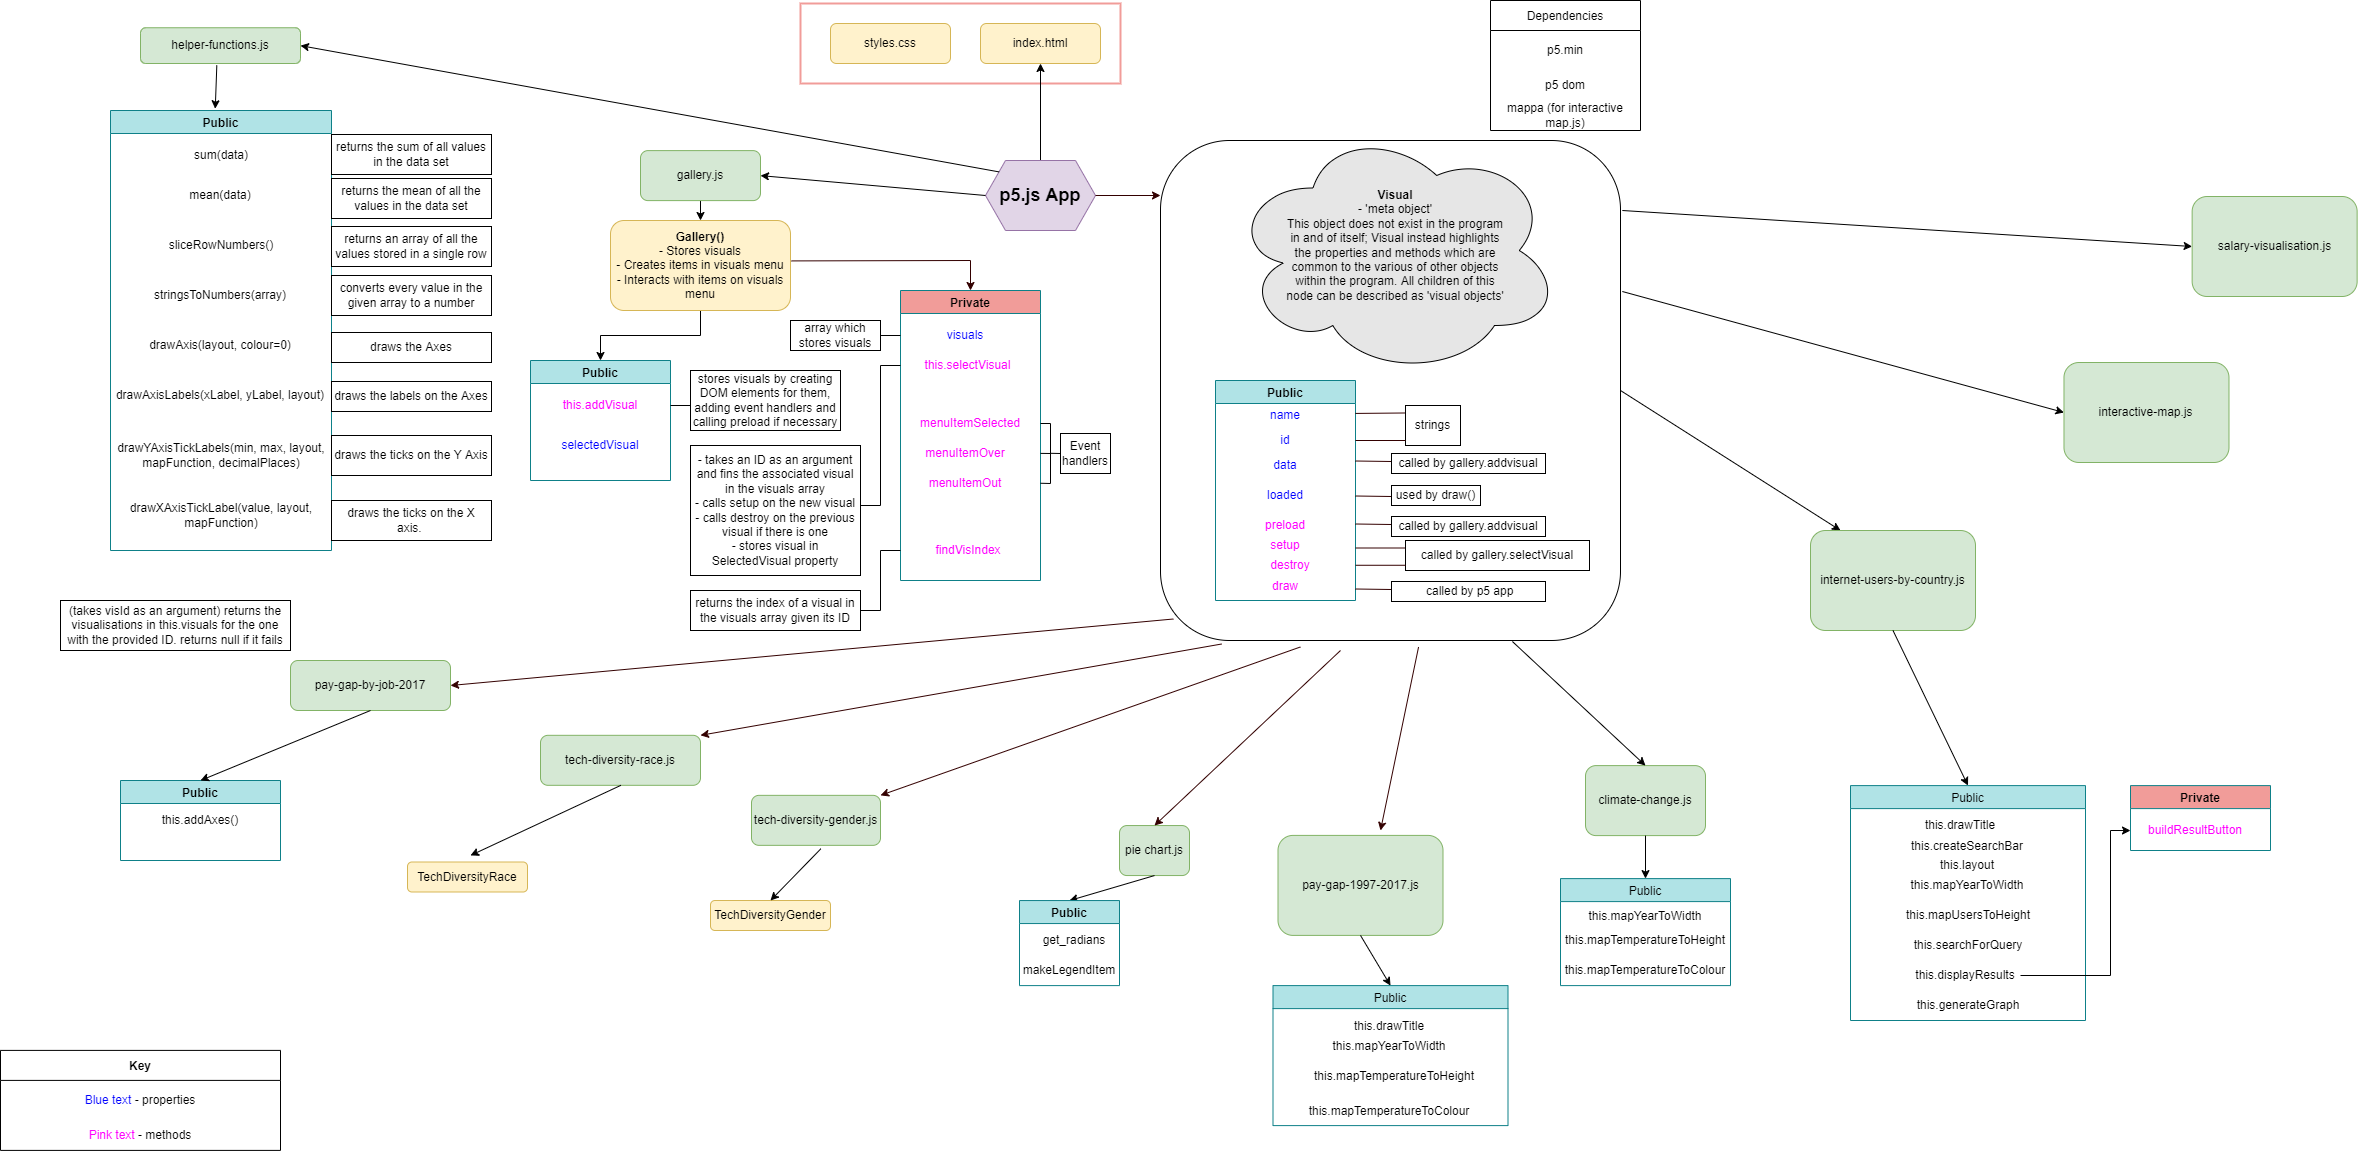 helper-functions.js
styles.css
index.html
Dependencies
p5.min
p5 dom
mappa (for interactive
map.js)
Public
sum(data)
returns the sum of all values
in the data set
mean(data)
returns the mean of all the
values in the data set
sliceRowNumbers()
returns an array of all the
values stored in a single row
stringsToNumbers(array)
converts every value in the
given array to a number
drawAxis(layout, colour=0)
draws the Axes
drawAxisLabels(xLabel, yLabel, layout)
draws the labels on the Axes
drawYAxisTickLabels(min, max, layout,
mapFunction, decimalPlaces)
draws the ticks on the Y Axis
drawXAxisTickLabel(value, layout,
mapFunction)
draws the ticks on the X
axis.
gallery.js
p5.js App
Gallery()
- Stores visuals
- Creates items in visuals menu
- Interacts with items on visuals
menu
Public
this.addVisual
selectedVisual
stores visuals by creating
DOM elements for them,
adding event handlers and
calling preload if necessary
array which
stores visuals
Private
visuals
this.selectVisual
menuItemSelected
menuItemOver
menuItemOut
findVisIndex
Event
handlers
- takes an ID as an argument
and fins the associated visual
in the visuals array
- calls setup on the new visual
- calls destroy on the previous
visual if there is one
- stores visual in
SelectedVisual property
returns the index of a visual in
the visuals array given its ID
Visual
- 'meta object'
This object does not exist in the program
in and of itself; Visual instead highlights
the properties and methods which are
common to the various of other objects
within the program. All children of this
node can be described as 'visual objects'
Public
name
id
strings
data
called by gallery.addvisual
loaded
used by draw()
preload
called by gallery.addvisual
setup
destroy
called by gallery.selectVisual
draw
called by p5 app
salary-visualisation.js
interactive-map.js
internet-users-by-country.js
(takes visId as an argument) returns the
visualisations in this.visuals for the one
with the provided ID. returns null if it fails
pay-gap-by-job-2017
Public
this.addAxes()
tech-diversity-race.js
TechDiversityRace
tech-diversity-gender.js
TechDiversityGender
pie chart.js
Public
get_radians
makeLegendItem
pay-gap-1997-2017.js
Public
this.drawTitle
this.mapYearToWidth
this.mapTemperatureToHeight
this.mapTemperatureToColour
climate-change.js
Public
this.mapYearToWidth
this.mapTemperatureToHeight
this.mapTemperatureToColour
Public
this.drawTitle
this.createSearchBar
this.layout
this.mapYearToWidth
this.mapUsersToHeight
this.searchForQuery
this.displayResults
this.generateGraph
Private
buildResultButton
Key
Blue text - properties
Pink text - methods